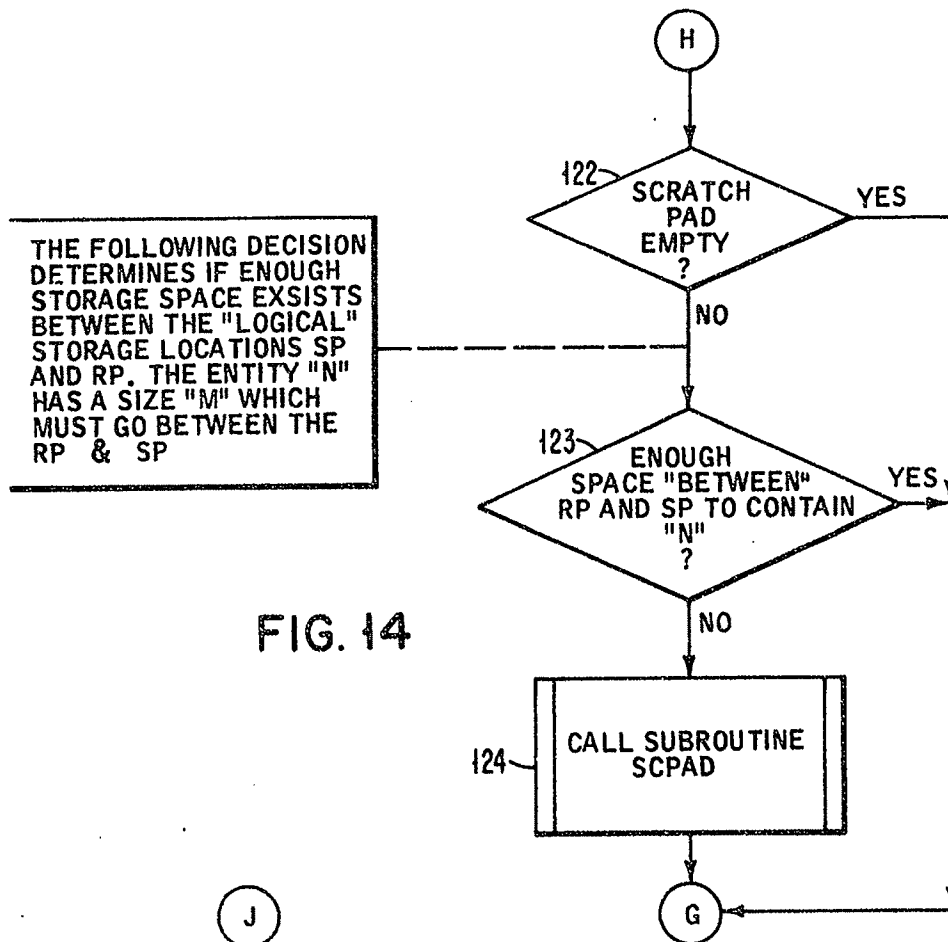 H
122
SCRATCH
PAD
EMPTY
?
YES
NO
THE FOLLOWING DECISION
DETERMINES IF ENOUGH
STORAGE SPACE EXSISTS
BETWEEN THE "LOGICAL"
STORAGE LOCATIONS SP
AND RP. THE ENTITY "N"
HAS A SIZE "M" WHICH
MUST GO BETWEEN THE
RP & SP
123
ENOUGH
SPACE "BETWEEN"
RP AND SP TO CONTAIN
"N"
?
YES
NO
FIG. 14
124
CALL SUBROUTINE
SCPAD
J
G